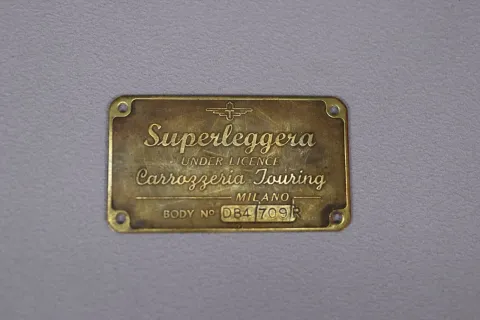 Superleggera
UNDER LICENCE
Carrozzeria Touring
MILANO
BODY Nº DB4/709/R